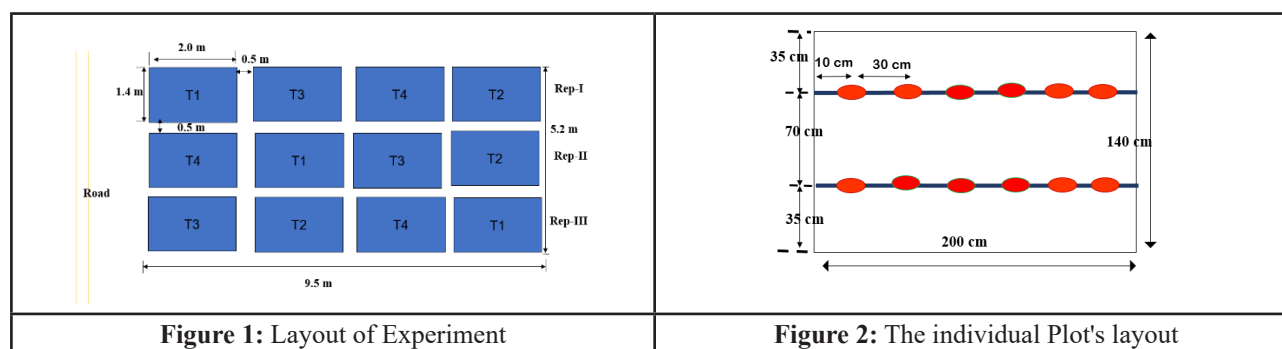 2.0 m
0.5 m
1.4 m
T1
T3
T4
T2
Rep-I
0.5 m
5.2 m
T4
T1
T3
T2
Rep-II
Road
T3
T2
T4
T1
Rep-III
9.5 m
Figure 1: Layout of Experiment
35 cm
10 cm
30 cm
70 cm
140 cm
35 cm
200 cm
Figure 2: The individual Plot's layout